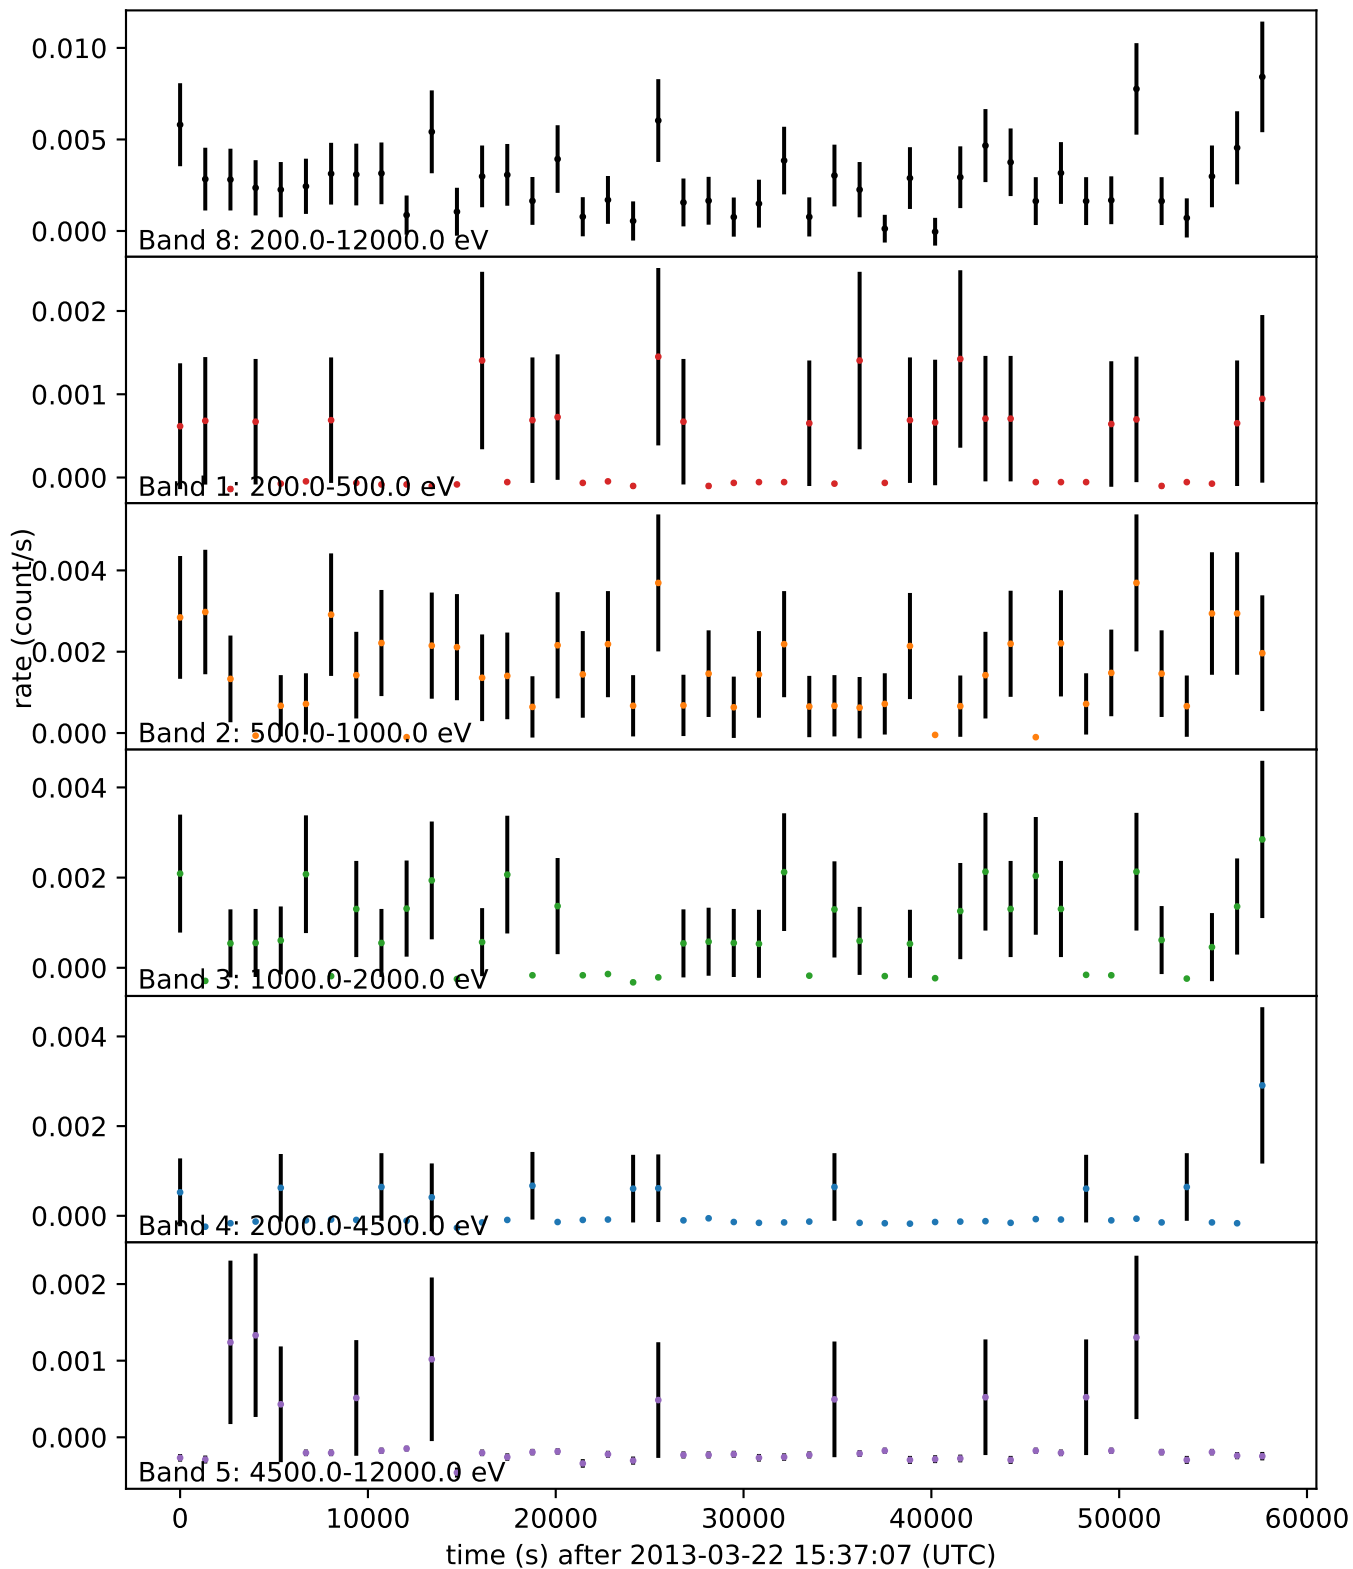 0.010
0.005
0.000
Band 8: 200.0-12000.0 eV
0.002
0.001
0.000
Band 1: 200.0-500.0 eV
rate (count/s)
0.004
0.002
0.000
Band 2: 500.0-1000.0 eV
0.004
0.002
0.000
Band 3: 1000.0-2000.0 eV
0.004
0.002
0.000
Band 4: 2000.0-4500.0 eV
0.002
0.001
0.000
Band 5: 4500.0-12000.0 eV
0 10000 20000 30000 40000 50000 60000
time (s) after 2013-03-22 15:37:07 (UTC)